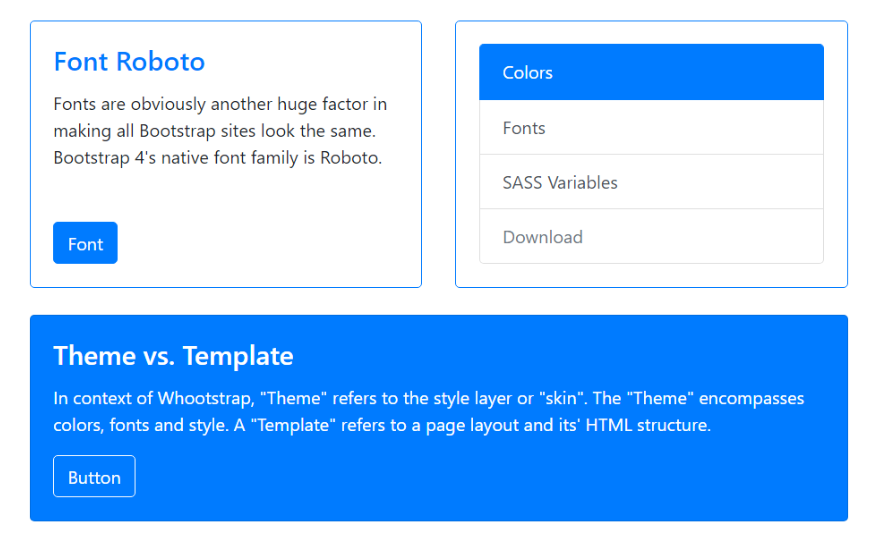 Font Roboto
Fonts are obviously another huge factor in
making all Bootstrap sites look the same.
Bootstrap 4's native font family is Roboto.
Font
Colors
Fonts
SASS Variables
Download
Theme vs. Template
In context of Whootstrap, "Theme" refers to the style layer or "skin". The "Theme" encompasses
colors, fonts and style. A "Template" refers to a page layout and its' HTML structure.
Button